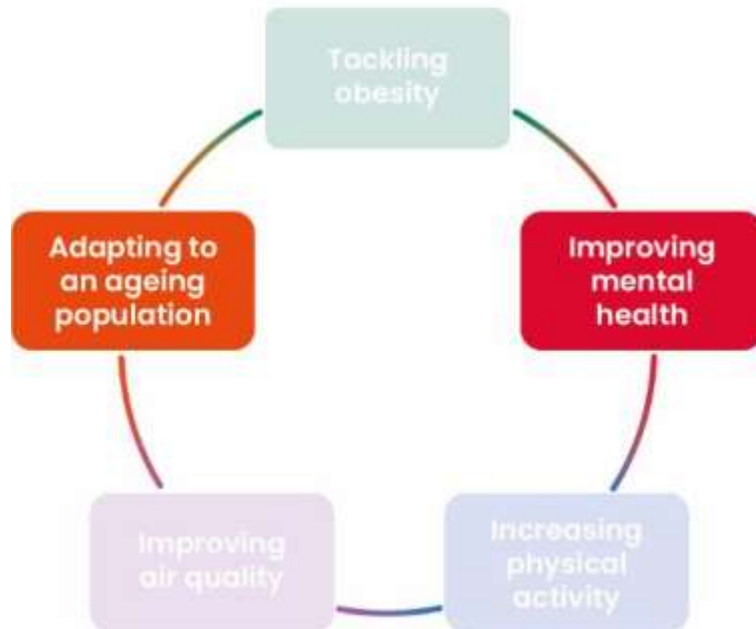 Tackling
obesity
Improving
mental
health
Increasing
physical
activity
Improving
air quality
Adapting to
an ageing
population